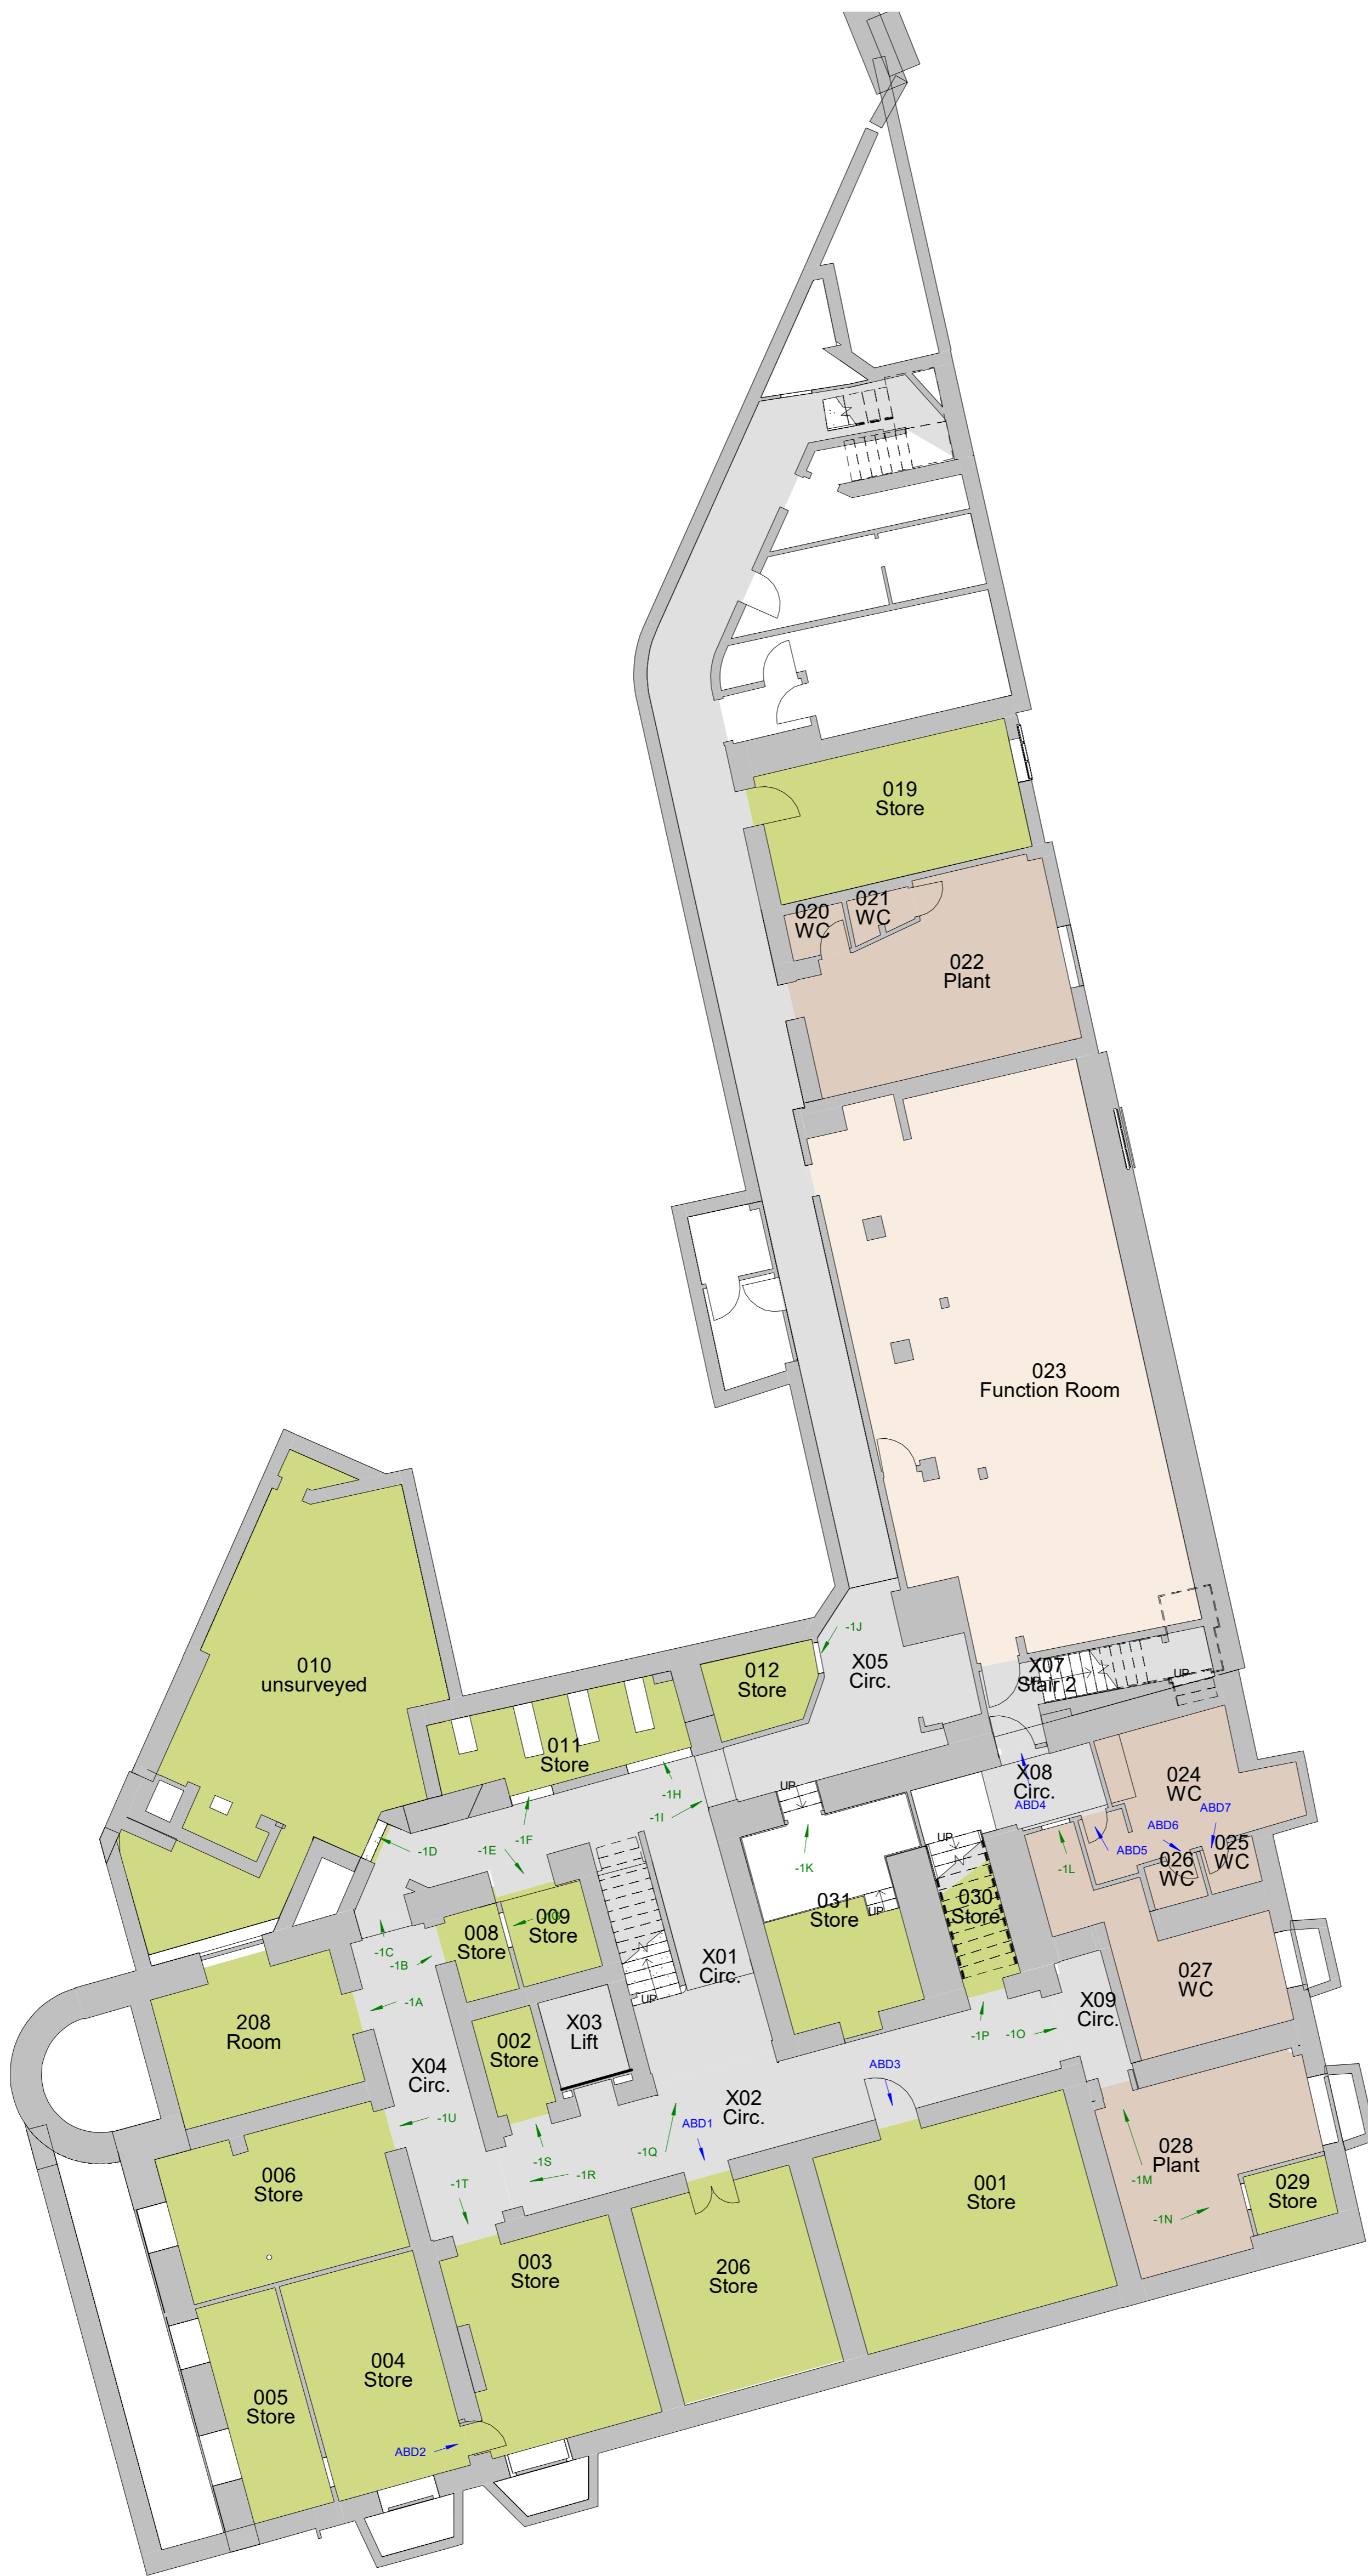 019
Store
020
WC
021
WC
022
Plant
023
Function Room
-1J
X05
Circ.
012
Store
010
unsurveyed
X07
Stair 2
UP
UP
011
Store
X08
Circ.
024
WC
-1H
-1I
UP
ABD4
ABD7
ABD6
ABD5
-1F
-1E
-1D
-1K
-1L
UP
025
WC
026
WC
031
Store
UP
030
Store
009
Store
008
Store
-1C
-1B
-1A
X01
Circ.
UP
027
WC
X09
Circ.
208
Room
X03
Lift
002
Store
-1P
-1O
X04
Circ.
ABD3
X02
Circ.
ABD1
-1U
-1Q
-1S
-1R
-1T
028
Plant
-1M
-1N
029
Store
006
Store
001
Store
003
Store
206
Store
004
Store
005
Store
ABD2